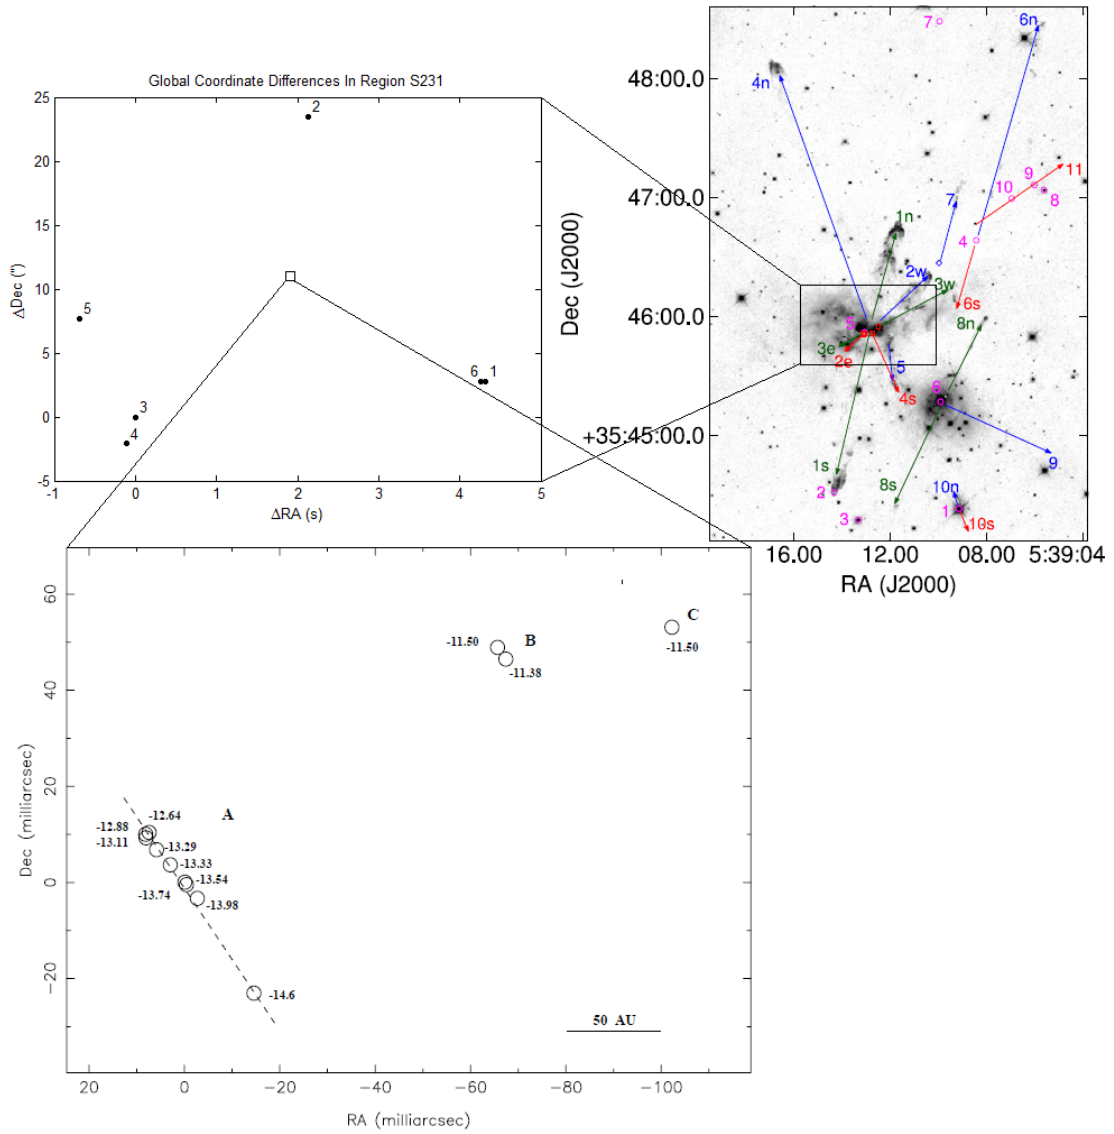 Global Coordinate Differences In Region S231
25
20
15
10
5
0
-5
-1
0
1
2
3
4
5
ΔDec (")
ΔRA (s)
2
5
3
4
6
1
48:00.0
47:00.0
46:00.0
+35:45:00.0
Dec (J2000)
16.00
12.00
08.00
5:39:04
RA (J2000)
7
6n
4n
11
9
10
8
7
1n
4
2w
3w
6s
8n
5
3e
2e
5
4s
6
9
1s
8s
2
10n
3
1
10s
60
40
20
0
−20
20
0
−20
−40
−60
−80
−100
Dec (milliarcsec)
RA (milliarcsec)
C
-11.50
B
-11.50
-11.38
A
-12.64
-12.88
-13.11
-13.29
-13.33
-13.54
-13.74
-13.98
-14.6
50 AU